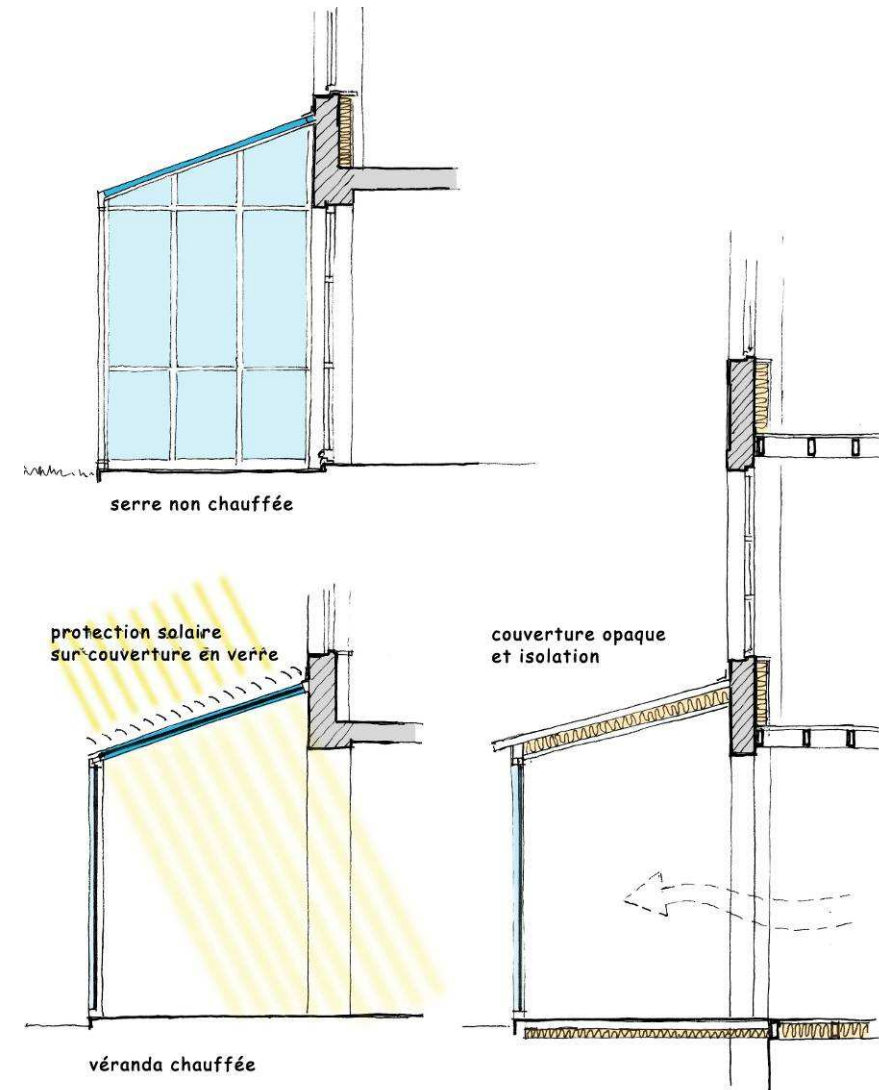 serre non chauffée
protection solaire
sur couverture en verre
couverture opaque
et isolation
véranda chauffée